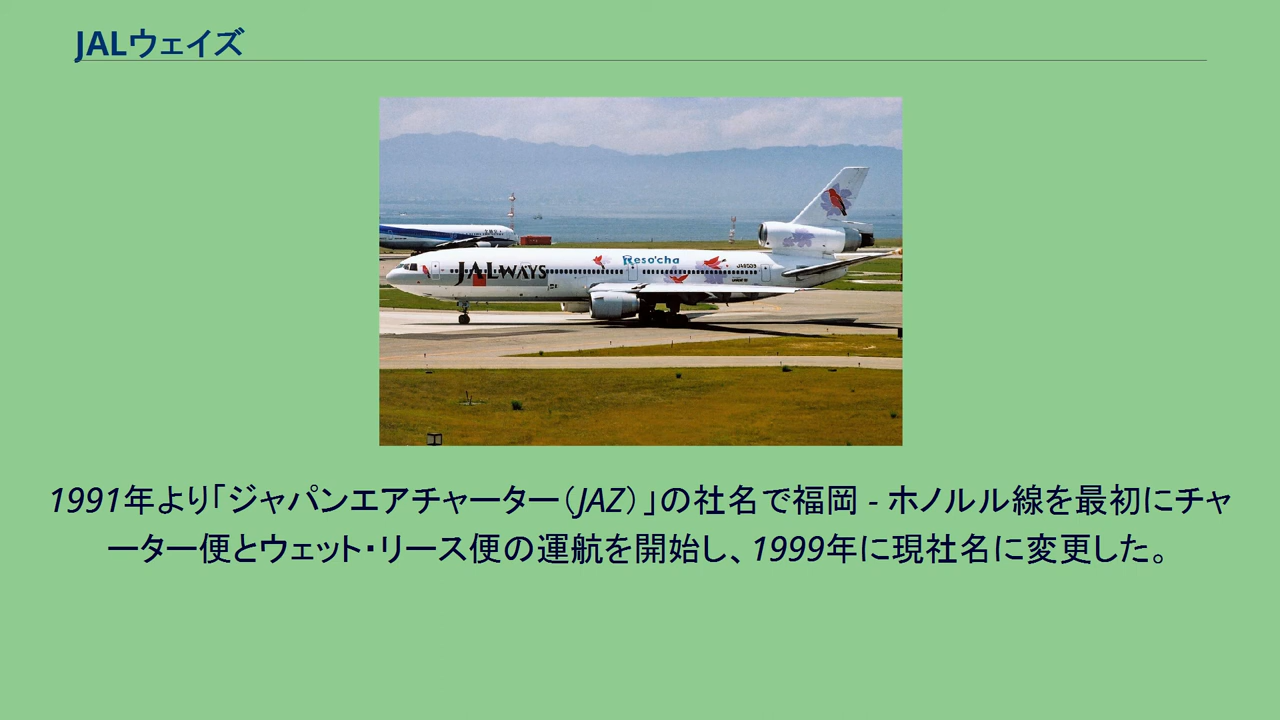 JALウェイズ
Reso'cha
JALWAYS
1991年より｢ジャパンエアチャーター（JAZ）｣の社名で福岡 - ホノルル線を最初にチャ
ーター便とウェット・リース便の運航を開始し、1999年に現社名に変更した。